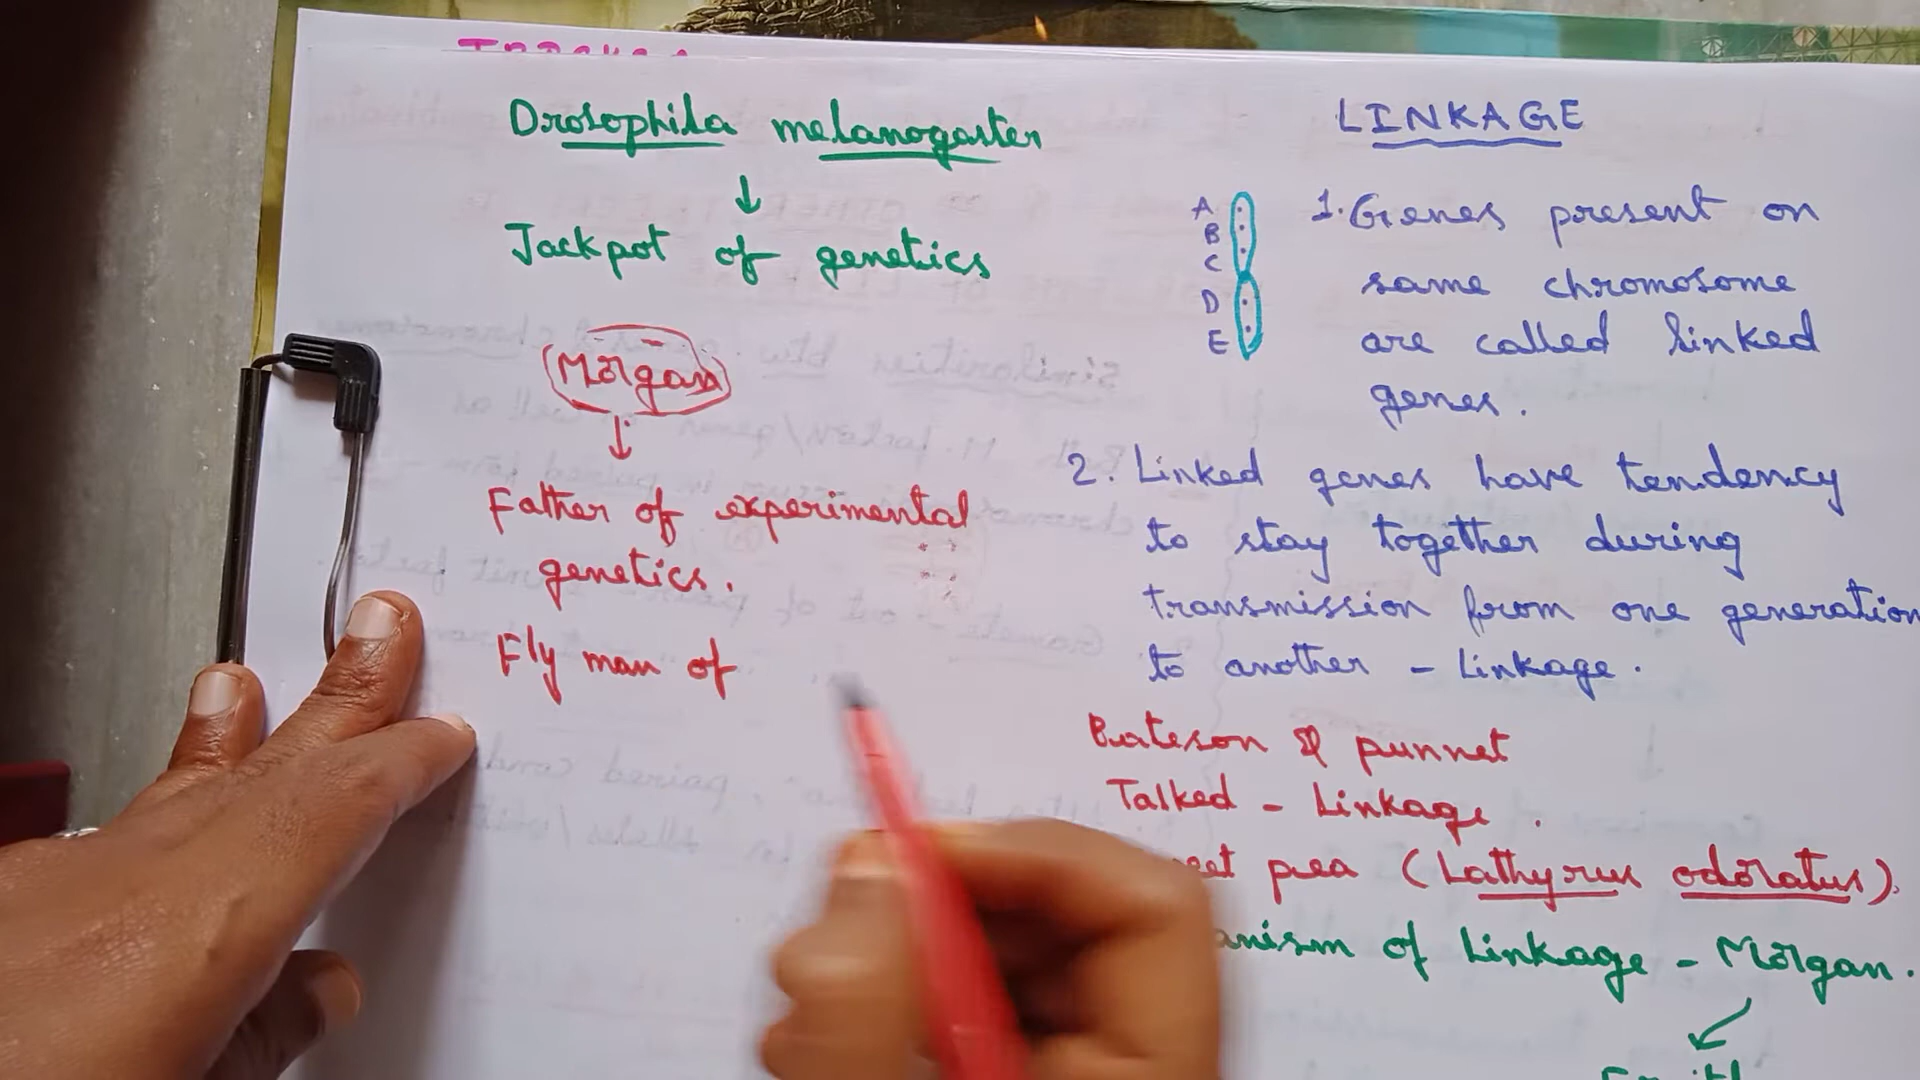 Drosophila melanogaster
↓
Jackpot of genetics
Morgan
↓
Father of experimental
genetics.
Fly man of
LINKAGE
A
B
C
D
E
1. Genes present on
same chromosome
are called linked
genes.
2. Linked genes have tendency
to stay together during
transmission from one generation
to another - Linkage.
Bateson & punnet
Talked - Linkage.
pea (Lathyrus odoratus).
of Linkage - Morgan.